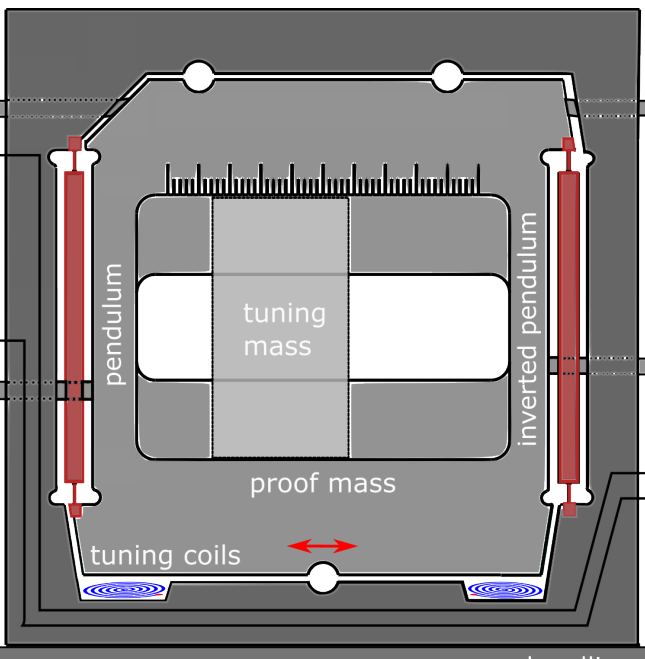 pendulum
tuning
mass
inverted pendulum
proof mass
tuning coils